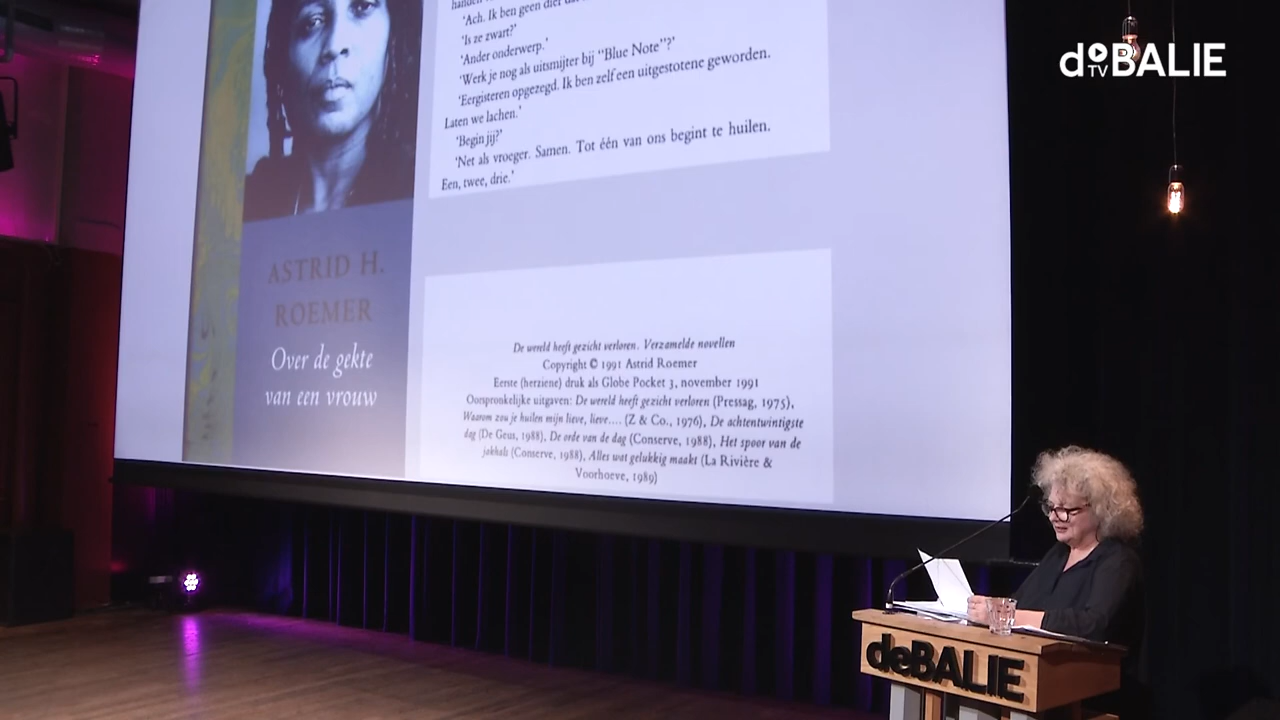 'Ach. Ik ben geen dier
'Is ze zwart?'
'Ander onderwerp.'
'Werk je nog als uitsmijter bij "Blue Note"?'
'Eergisteren opgezegd. Ik ben zelf een uitgestotene geworden.
Laten we lachen.'
'Begin jij?'
'Net als vroeger. Samen. Tot één van ons begint te huilen.
Een, twee, drie.'
ASTRID H.
ROEMER
Over de gekte
van een vrouw
De wereld heeft gezicht verloren. Verzamelde novellen
Copyright © 1991 Astrid Roemer
Eerste (herziene) druk als Globe Pocket 3, november 1991
Oorspronkelijke uitgaven: De wereld heeft gezicht verloren (Pressag, 1975),
Waarom zou je huilen mijn lieve, lieve.... (Z & Co., 1976), De achtentwintigste
dag (De Geus, 1988), De orde van de dag (Conserve, 1988), Het spoor van de
jakhals (Conserve, 1988), Alles wat gelukkig maakt (La Rivière &
Voorhoeve, 1989)
deBALIE TV
deBALIE